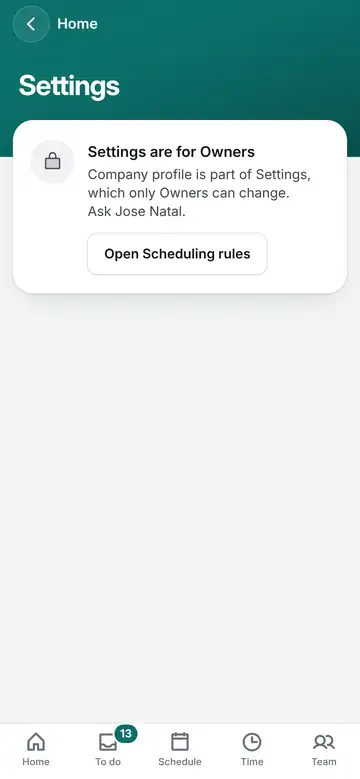 Home
Settings
Settings are for Owners
Company profile is part of Settings,
which only Owners can change.
Ask Jose Natal.
Open Scheduling rules
13
Home
To do
Schedule
Time
Team